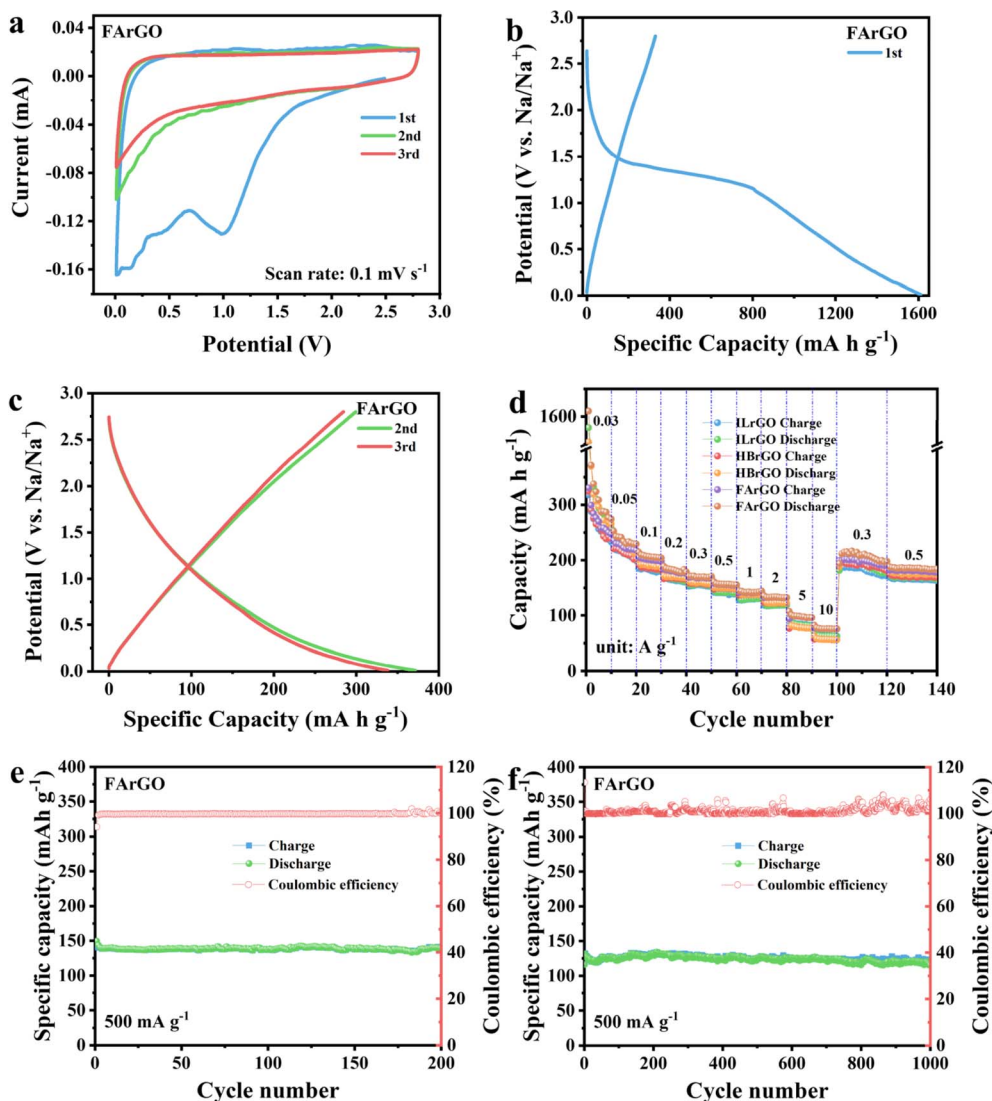 a
FArGO
0.04
0.00
-0.04
-0.08
-0.12
-0.16
Current (mA)
1st
2nd
3rd
Scan rate: 0.1 mV s⁻¹
0.0 0.5 1.0 1.5 2.0 2.5 3.0
Potential (V)
b
FArGO
1st
3.0
2.5
2.0
1.5
1.0
0.5
0.0
Potential (V vs. Na/Na⁺)
0 400 800 1200 1600
Specific Capacity (mA h g⁻¹)
c
FArGO
2nd
3rd
3.0
2.5
2.0
1.5
1.0
0.5
0.0
Potential (V vs. Na/Na⁺)
0 100 200 300 400
Specific Capacity (mA h g⁻¹)
d
1600
300
200
100
0
Capacity (mA h g⁻¹)
0.03
0.05
0.1
0.2
0.3
0.5
1
2
5
10
0.3
0.5
ILrGO Charge
ILrGO Discharge
HBrGO Charge
HBrGO Discharg
FArGO Charge
FArGO Discharge
unit: A g⁻¹
0 10 20 30 40 50 60 70 80 90 100 120 140
Cycle number
e
FArGO
400
350
300
250
200
150
100
50
0
Specific capacity (mAh g⁻¹)
Charge
Discharge
Coulombic efficiency
500 mA g⁻¹
120
100
80
60
40
20
0
Coulombic efficiency (%)
0 50 100 150 200
Cycle number
f
FArGO
400
350
300
250
200
150
100
50
0
Specific capacity (mAh g⁻¹)
Charge
Discharge
Coulombic efficiency
500 mA g⁻¹
120
100
80
60
40
20
0
Coulombic efficiency (%)
0 200 400 600 800 1000
Cycle number